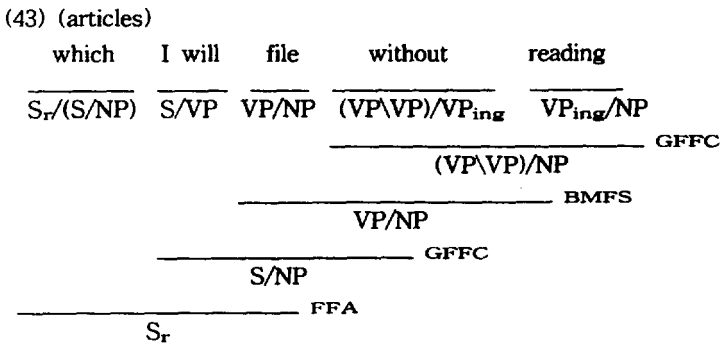 (43) (articles)
which I will file without reading
Sr/(S/NP) S/VP VP/NP (VP\VP)/VPing VPing/NP
GFFC
(VP\VP)/NP
BMFS
VP/NP
GFFC
S/NP
FFA
Sr